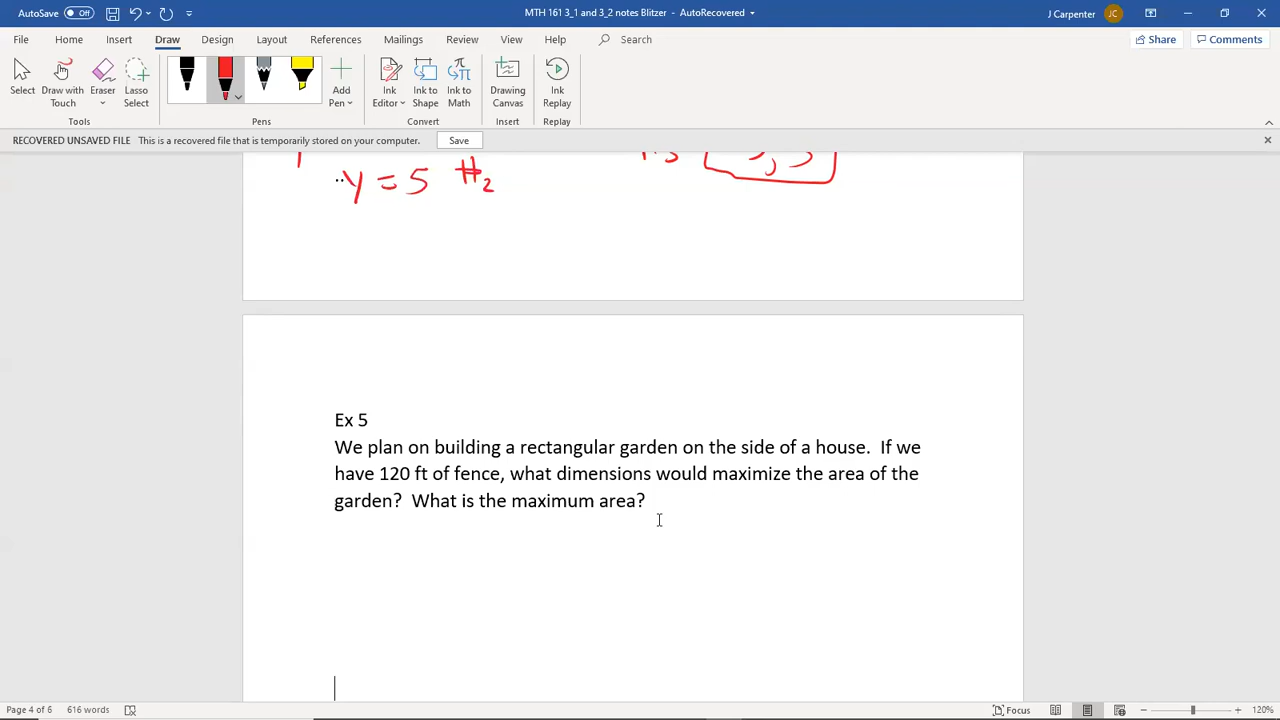 AutoSave Off
MTH 161 3_1 and 3_2 notes Blitzer - AutoRecovered
J Carpenter JC
File Home Insert Draw Design Layout References Mailings Review View Help Search Share Comments
Select Draw with Touch Eraser Lasso Select Add Pen Ink Editor Ink to Shape Ink to Math Drawing Canvas Ink Replay
Tools Pens Convert Insert Replay
RECOVERED UNSAVED FILE This is a recovered file that is temporarily stored on your computer. Save
y = 5 #2
Ex 5
We plan on building a rectangular garden on the side of a house. If we
have 120 ft of fence, what dimensions would maximize the area of the
garden? What is the maximum area?
Page 4 of 6 616 words Focus 120%